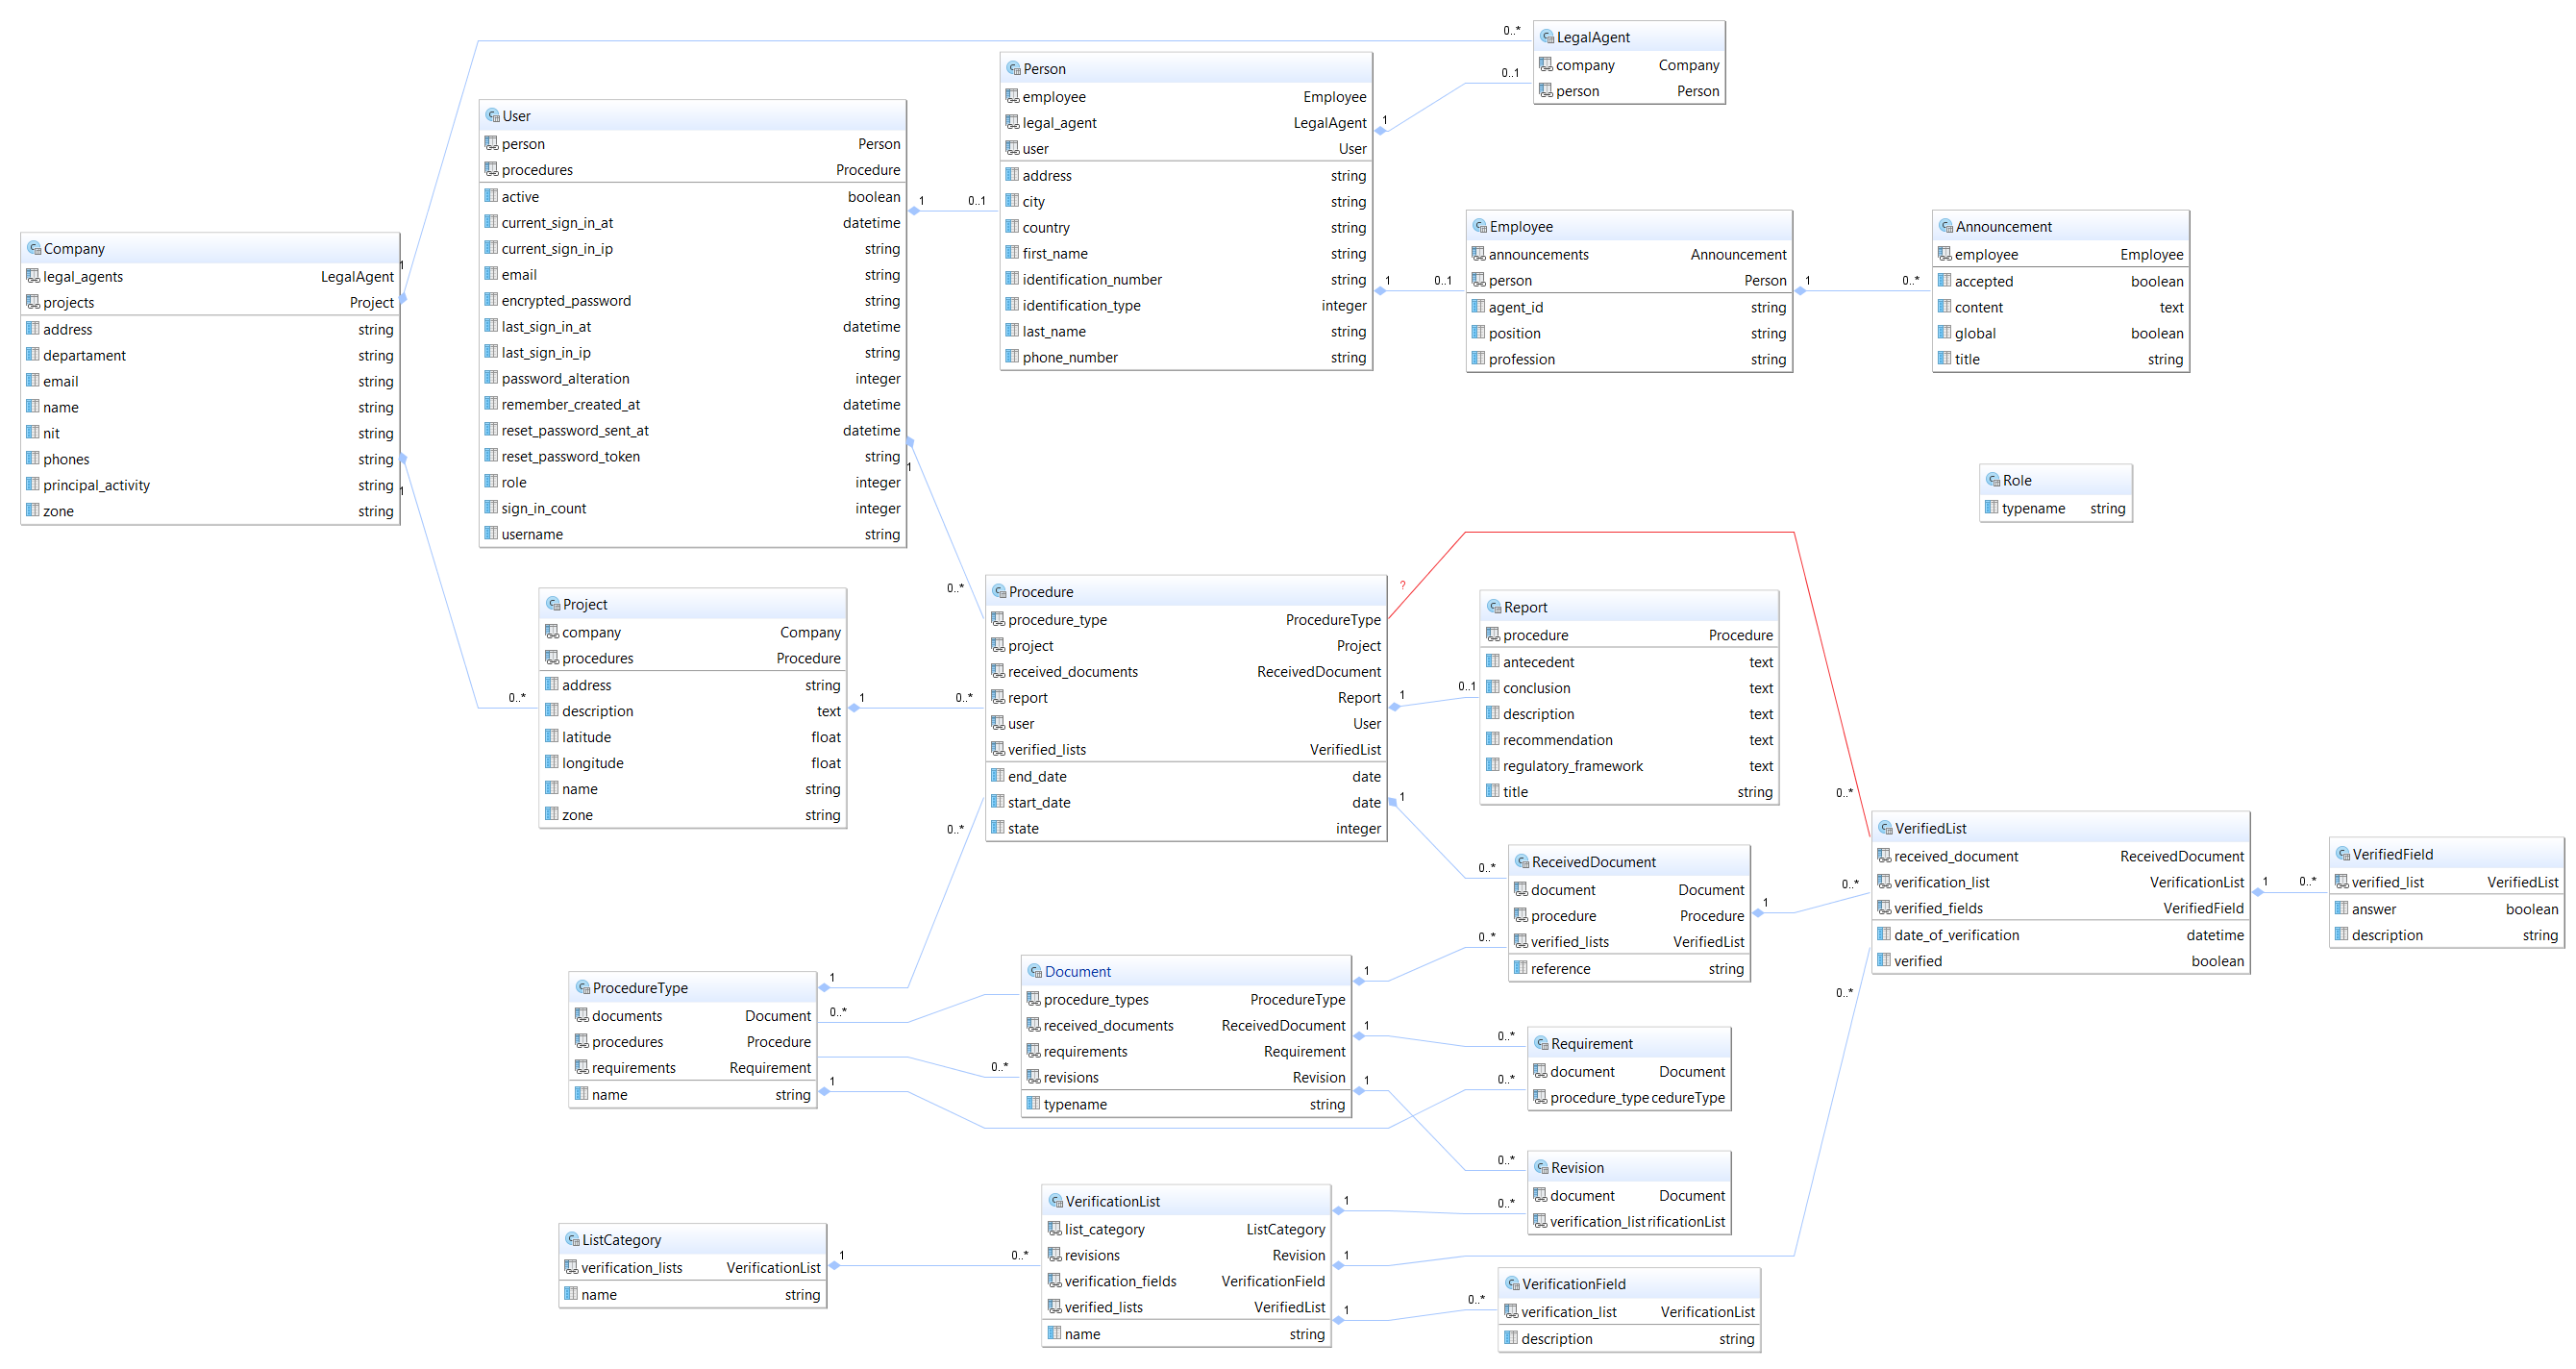 LegalAgent
company Company
person Person
0..*
0..1
1
Person
employee Employee
legal_agent LegalAgent
user User
address string
city string
country string
first_name string
identification_number string
identification_type integer
last_name string
phone_number string
User
person Person
procedures Procedure
active boolean
current_sign_in_at datetime
current_sign_in_ip string
email string
encrypted_password string
last_sign_in_at datetime
last_sign_in_ip string
password_alteration integer
remember_created_at datetime
reset_password_sent_at datetime
reset_password_token string
role integer
sign_in_count integer
username string
1 0..1
1
0..*
Company
legal_agents LegalAgent
projects Project
address string
departament string
email string
name string
nit string
phones string
principal_activity string
zone string
1
1
0..*
Employee
announcements Announcement
person Person
agent_id string
position string
profession string
1 0..1
1 0..*
Announcement
employee Employee
accepted boolean
content text
global boolean
title string
Role
typename string
Project
company Company
procedures Procedure
address string
description text
latitude float
longitude float
name string
zone string
1 0..*
Procedure
procedure_type ProcedureType
project Project
received_documents ReceivedDocument
report Report
user User
verified_lists VerifiedList
end_date date
start_date date
state integer
?
0..*
1 0..1
1
0..*
0..*
Report
procedure Procedure
antecedent text
conclusion text
description text
recommendation text
regulatory_framework text
title string
ReceivedDocument
document Document
procedure Procedure
verified_lists VerifiedList
reference string
1 0..*
VerifiedList
received_document ReceivedDocument
verification_list VerificationList
verified_fields VerifiedField
date_of_verification datetime
verified boolean
1 0..*
0..*
VerifiedField
verified_list VerifiedList
answer boolean
description string
ProcedureType
documents Document
procedures Procedure
requirements Requirement
name string
1
0..*
0..*
1
Document
procedure_types ProcedureType
received_documents ReceivedDocument
requirements Requirement
revisions Revision
typename string
1 0..*
1 0..*
1
0..*
0..*
Requirement
document Document
procedure_type cedureType
Revision
document Document
verification_list rificationList
VerificationList
list_category ListCategory
revisions Revision
verification_fields VerificationField
verified_lists VerifiedList
name string
1 0..*
1
1 0..*
ListCategory
verification_lists VerificationList
name string
1 0..*
VerificationField
verification_list VerificationList
description string